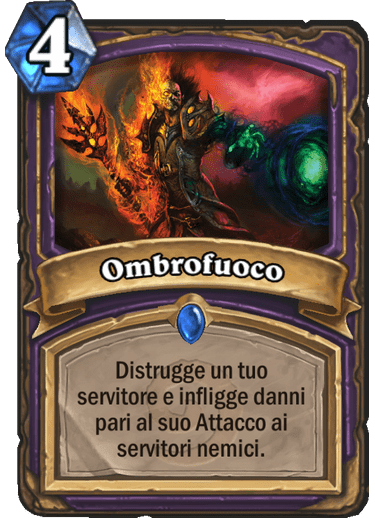 4
Ombrofuoco
Distrugge un tuo
servitore e infligge danni
pari al suo Attacco ai
servitori nemici.